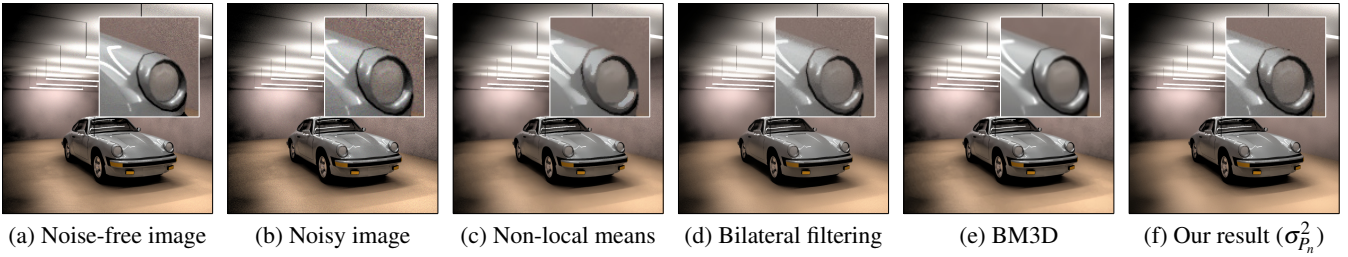 (a) Noise-free image
(b) Noisy image
(c) Non-local means
(d) Bilateral filtering
(e) BM3D
(f) Our result (σ²_{P_n})